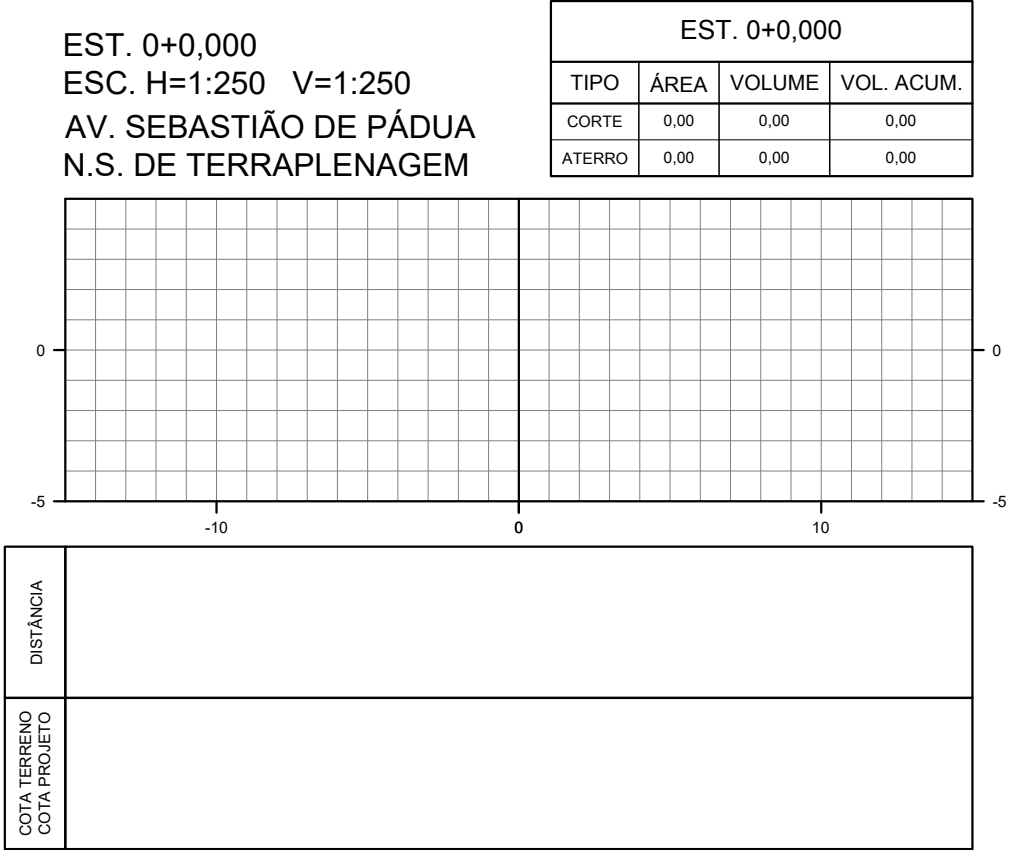 EST. 0+0,000
ESC. H=1:250 V=1:250
AV. SEBASTIÃO DE PÁDUA
N.S. DE TERRAPLENAGEM
EST. 0+0,000
TIPO ÁREA VOLUME VOL. ACUM.
CORTE 0,00 0,00 0,00
ATERRO 0,00 0,00 0,00
0 0
-5 -5
-10 0 10
DISTÂNCIA
COTA TERRENO
COTA PROJETO